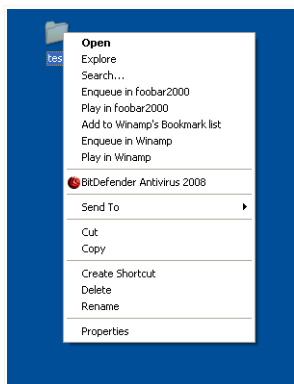 tes
Open
Explore
Search...
Enqueue in foobar2000
Play in foobar2000
Add to Winamp's Bookmark list
Enqueue in Winamp
Play in Winamp
BitDefender Antivirus 2008
Send To
Cut
Copy
Create Shortcut
Delete
Rename
Properties